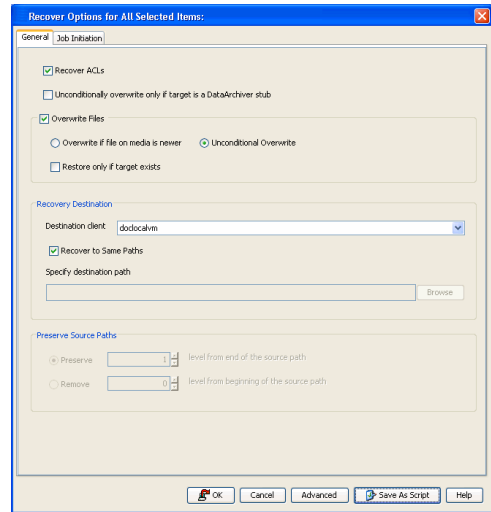 Recover Options for All Selected Items:
General Job Initiation
Recover ACLs
Unconditionally overwrite only if target is a DataArchiver stub
Overwrite Files
Overwrite if file on media is newer Unconditional Overwrite
Restore only if target exists
Recovery Destination
Destination client doclocalvm
Recover to Same Paths
Specify destination path
Browse
Preserve Source Paths
Preserve 1 level from end of the source path
Remove 0 level from beginning of the source path
OK Cancel Advanced Save As Script Help